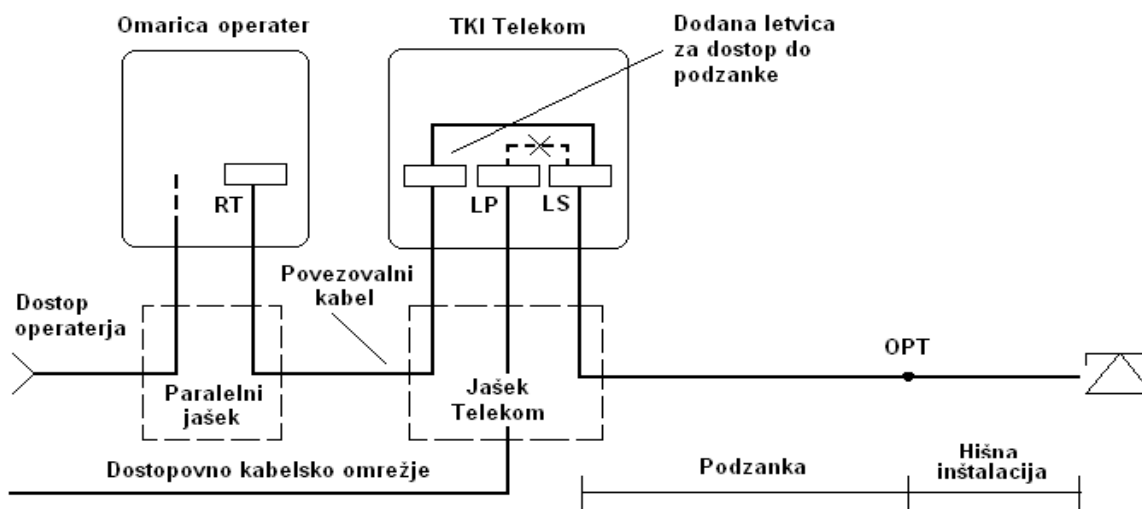 Omarica operater
TKI Telekom
Dodana letvica
za dostop do
podzanke
RT
LP
LS
Povezovalni
kabel
Dostop
operaterja
OPT
Paralelni
jašek
Jašek
Telekom
Dostopovno kabelsko omrežje
Podzanka
Hišna
inštalacija